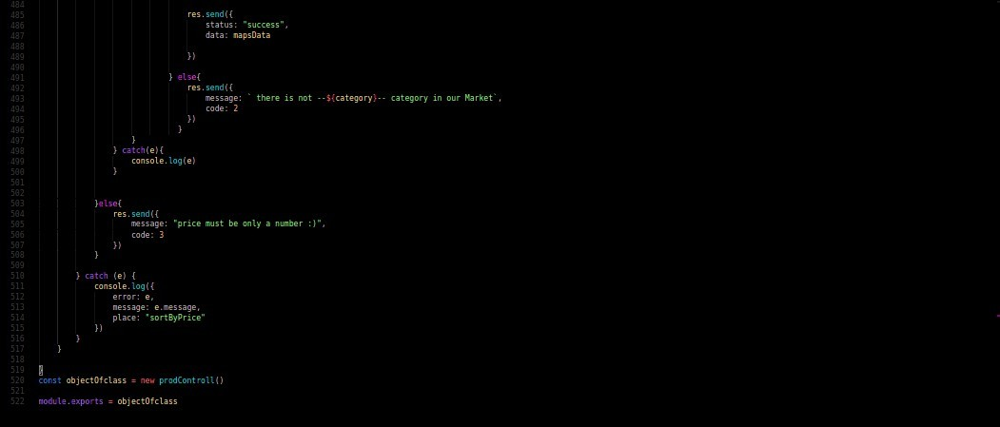 484
485 res.send({
486 status: "success",
487 data: mapsData
488
489 })
490
491 } else{
492 res.send({
493 message: ` there is not --${category}-- category in our Market`,
494 code: 2
495 })
496 }
497 }
498 } catch(e){
499 console.log(e)
500 }
501
502
503 }else{
504 res.send({
505 message: "price must be only a number :)",
506 code: 3
507 })
508 }
509
510 } catch (e) {
511 console.log({
512 error: e,
513 message: e.message,
514 place: "sortByPrice"
515 })
516 }
517 }
518
519 }
520 const objectOfclass = new prodControll()
521
522 module.exports = objectOfclass